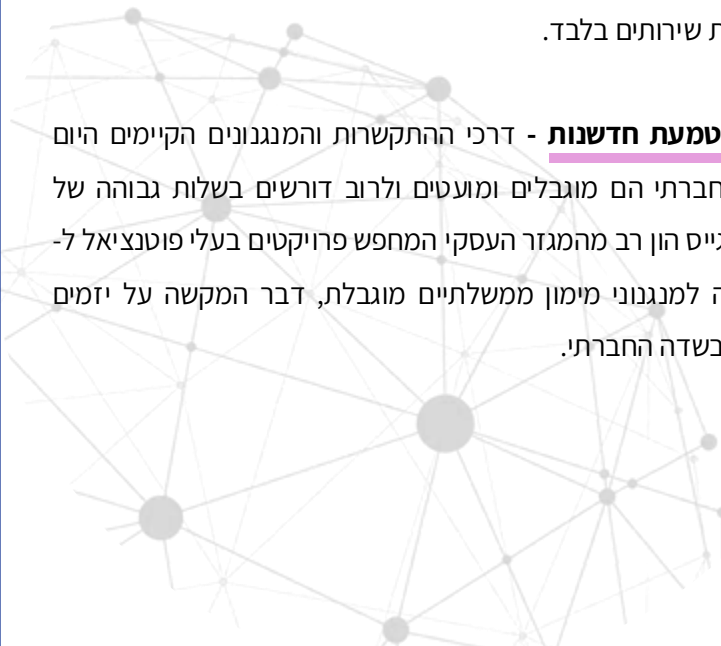 ת שירותים בלבד.
טמעת חדשנות - דרכי ההתקשרות והמנגנונים הקיימים היום
חברתי הם מוגבלים ומועטים ולרוב דורשים בשלות גבוהה של
גייס הון רב מהמגזר העסקי המחפש פרויקטים בעלי פוטנציאל ל-
ה למנגנוני מימון ממשלתיים מוגבלת, דבר המקשה על יזמים
בשדה החברתי.